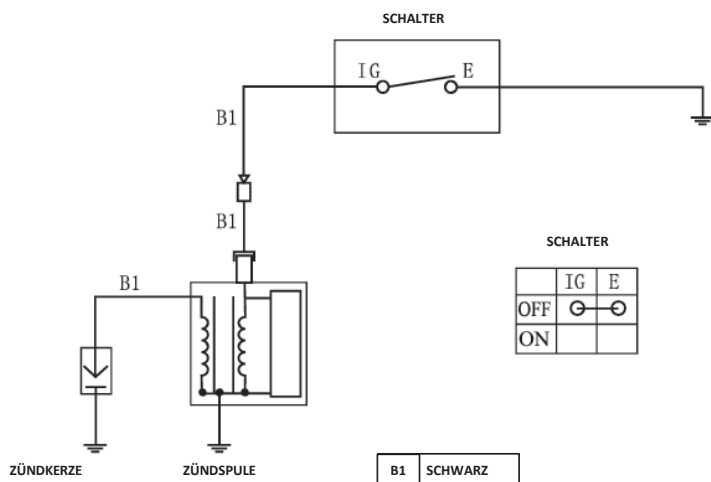 SCHALTER
IG E
B1
B1
SCHALTER
B1
IG E
OFF
ON
ZÜNDKERZE ZÜNDSPULE B1 SCHWARZ